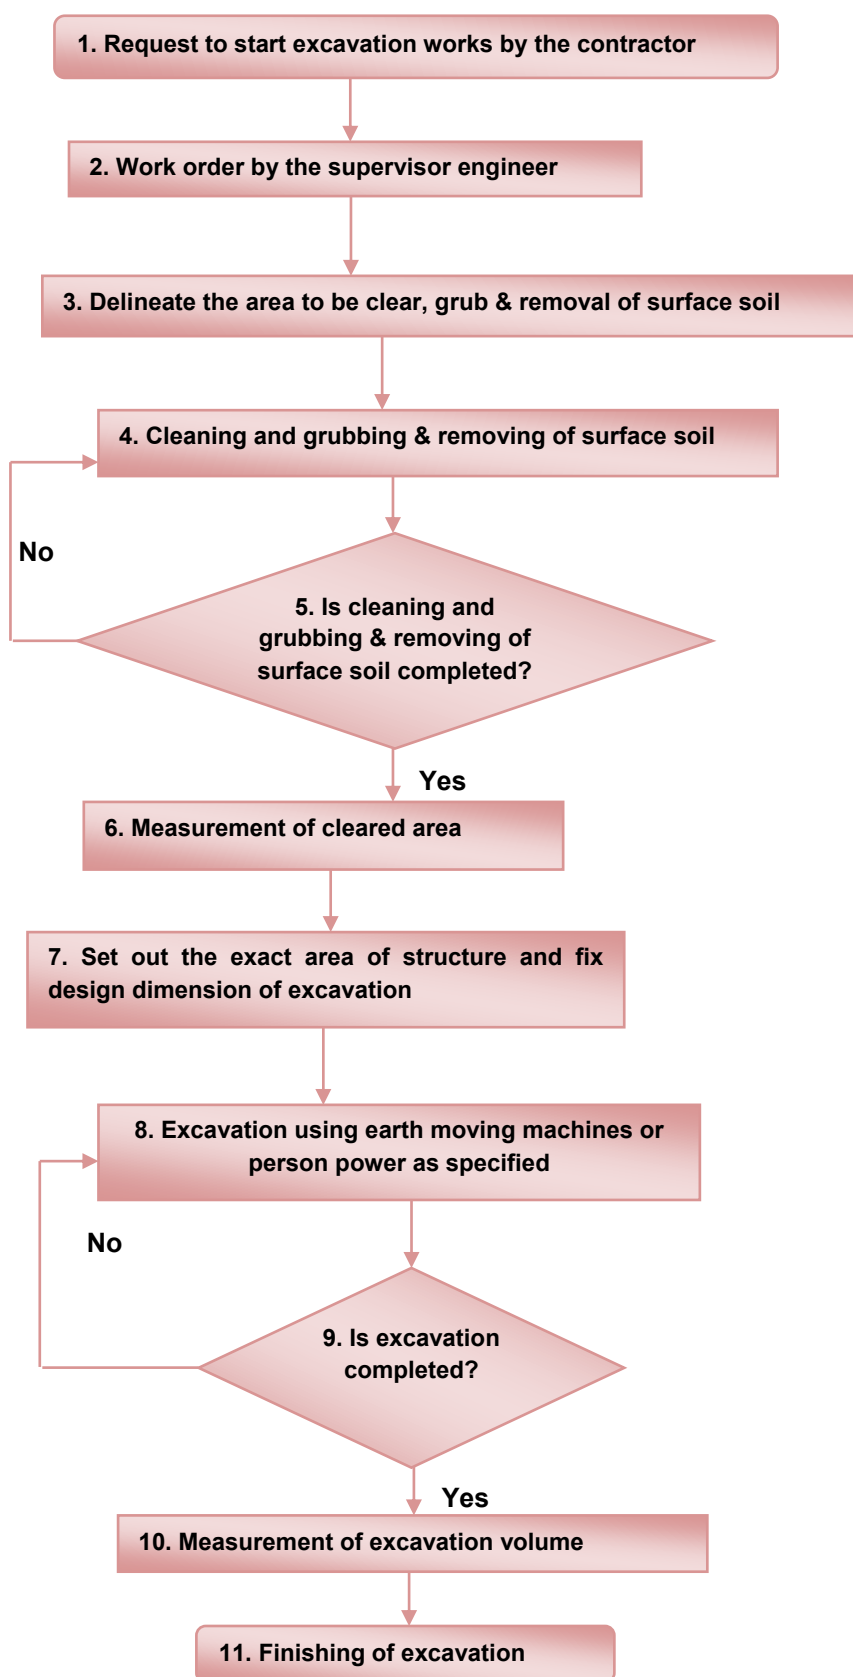 1. Request to start excavation works by the contractor
2. Work order by the supervisor engineer
3. Delineate the area to be clear, grub & removal of surface soil
4. Cleaning and grubbing & removing of surface soil
No
5. Is cleaning and
grubbing & removing of
surface soil completed?
Yes
6. Measurement of cleared area
7. Set out the exact area of structure and fix
design dimension of excavation
8. Excavation using earth moving machines or
person power as specified
No
9. Is excavation
completed?
Yes
10. Measurement of excavation volume
11. Finishing of excavation